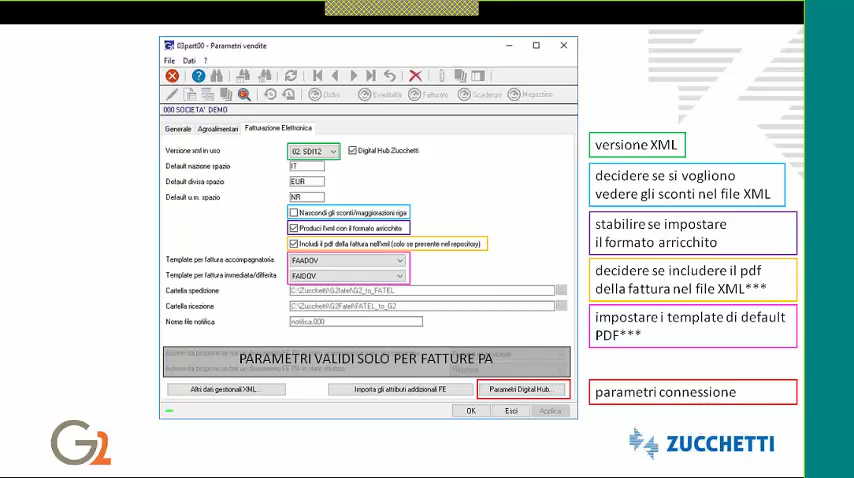 03part00 - Parametri vendite
File Dati ?
Ordini Evadibilità Fatturato Scadenze Magazzino
000 SOCIETA' DEMO
Generale Agroalimentari Fatturazione Elettronica
Versione xml in uso 02. SDI12 Digital Hub Zucchetti
Default nazione spazio IT
Default divisa spazio EUR
Default u.m. spazio NR
Nascondi gli sconti/maggiorazioni riga
Produci l'xml con il formato arricchito
Includi il pdf della fattura nell'xml (solo se presente nel repository)
Template per fattura accompagnatoria FAADOV
Template per fattura immediata/differita FAIDOV
Cartella spedizione C:\Zucchetti\G2fatel\G2_to_FATEL
Cartella ricezione C:\Zucchetti\G2Fatel\FATEL_to_G2
Nome file notifica notifica.000
PARAMETRI VALIDI SOLO PER FATTURE PA
Altri dati gestionali XML... Importa gli attributi addizionali FE Parametri Digital Hub...
OK Esci Applica
versione XML
decidere se si vogliono
vedere gli sconti nel file XML
stabilire se impostare
il formato arricchito
decidere se includere il pdf
della fattura nel file XML***
impostare i template di default
PDF***
parametri connessione
G2
ZUCCHETTI